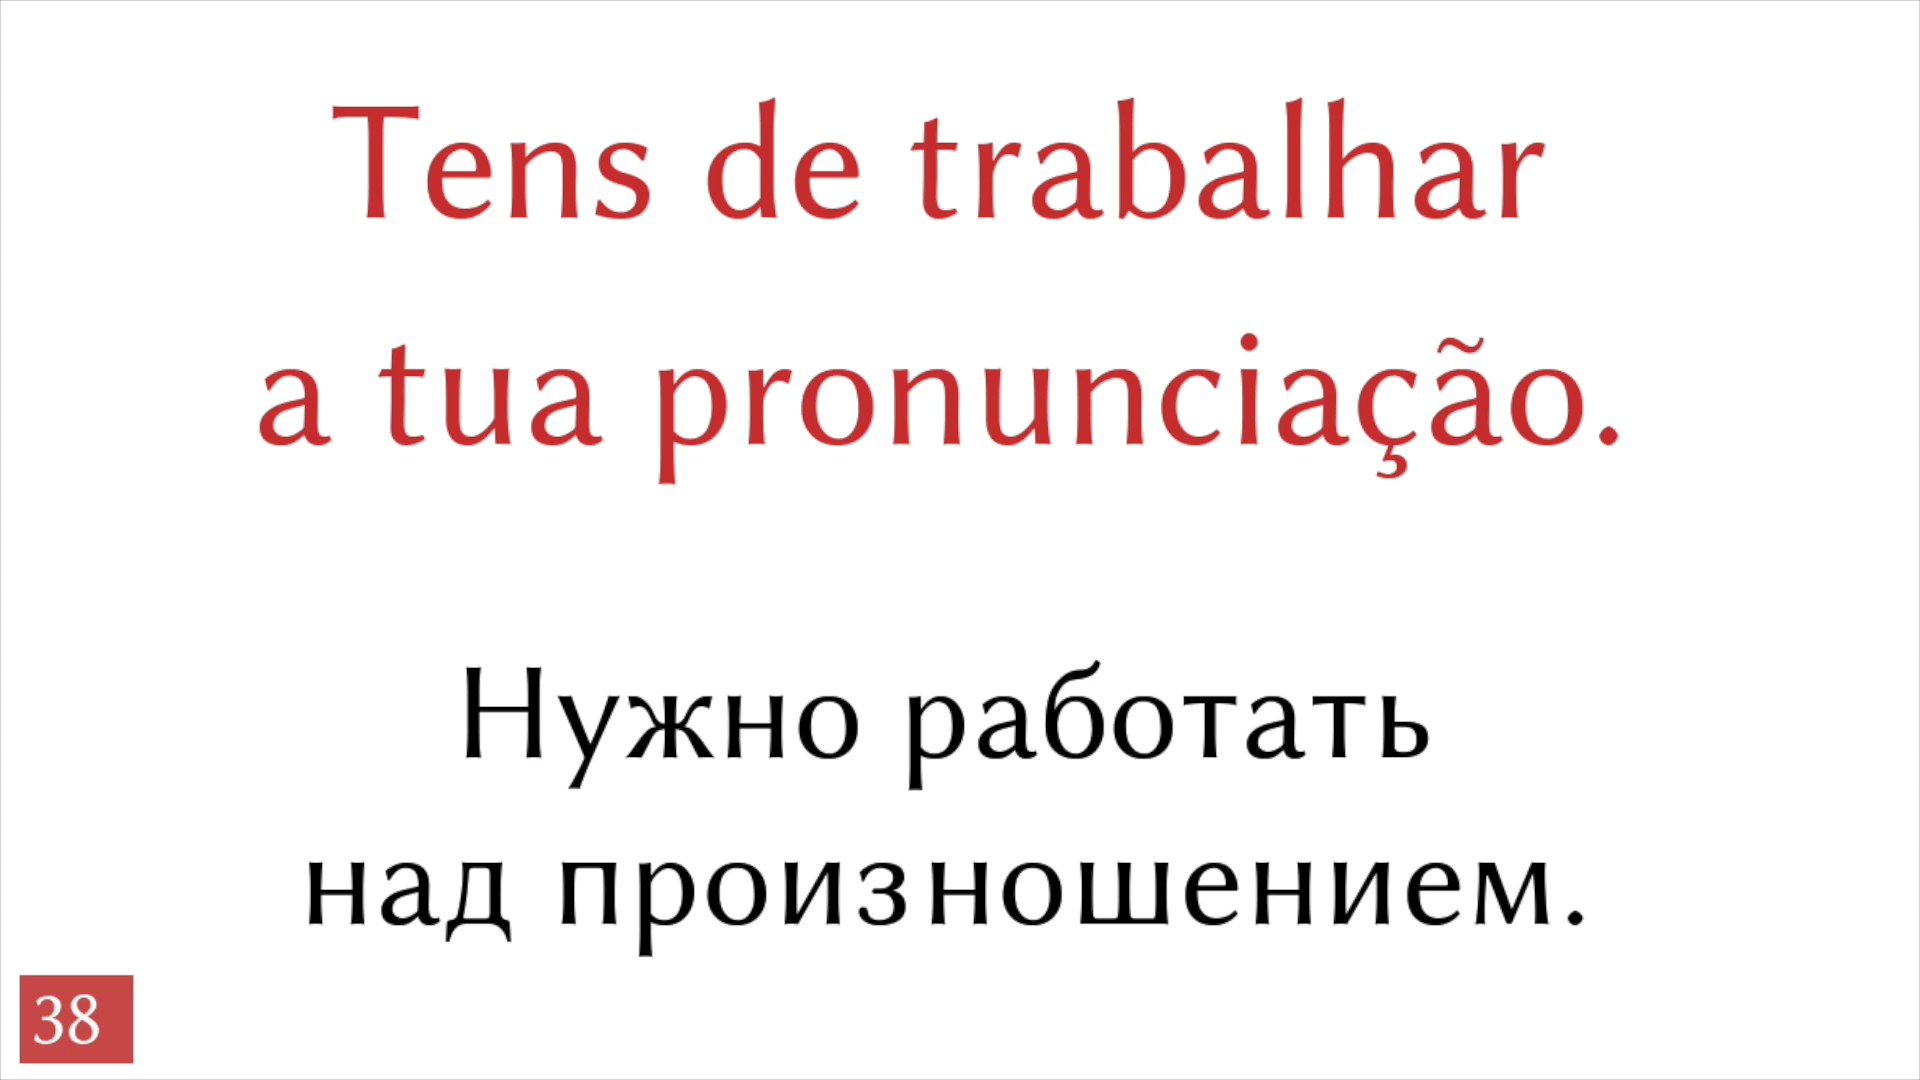 Tens de trabalhar
a tua pronunciação.
Нужно работать
над произношением.
38